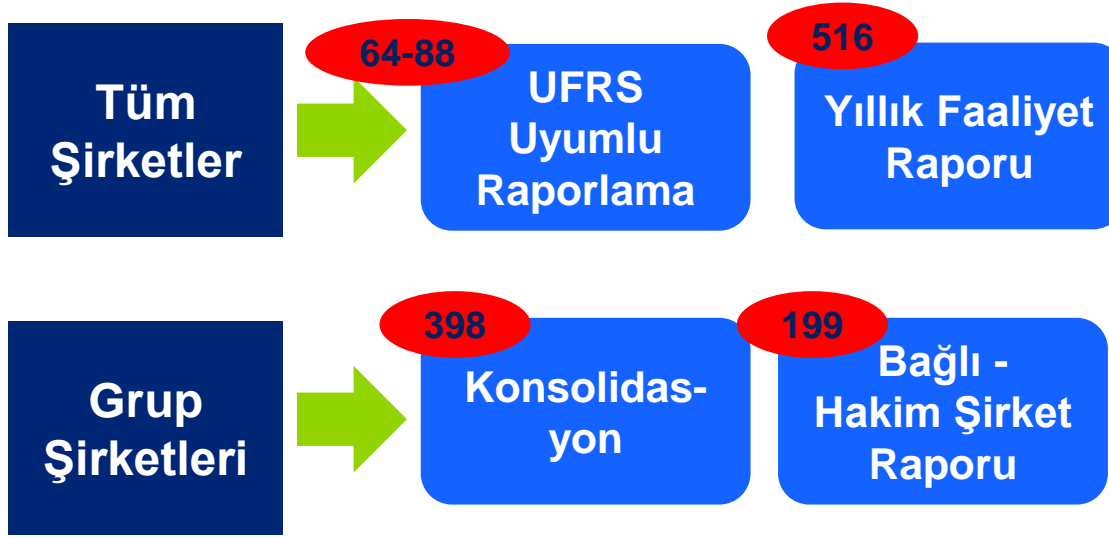 Tüm
Şirketler
64-88
UFRS
Uyumlu
Raporlama
516
Yıllık Faaliyet
Raporu
Grup
Şirketleri
398
Konsolidas-
yon
199
Bağlı -
Hakim Şirket
Raporu